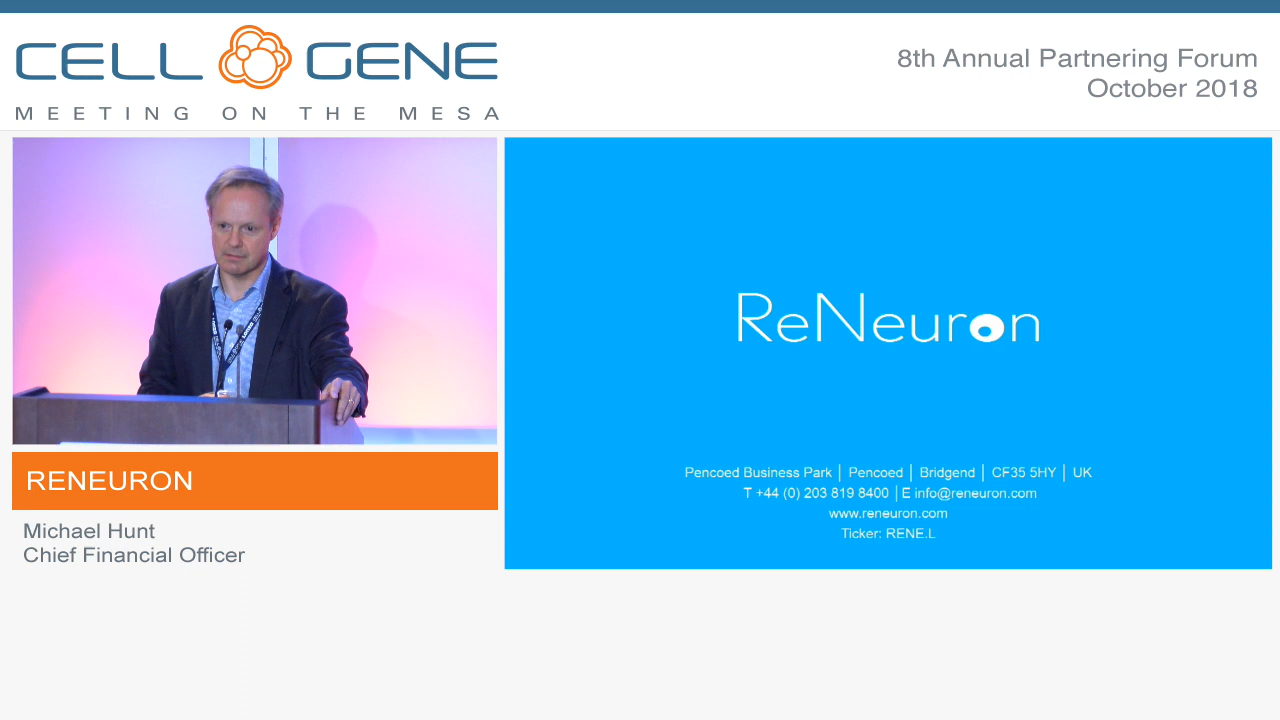 CELL GENE
MEETING ON THE MESA
8th Annual Partnering Forum
October 2018
ReNeuron
Pencoed Business Park | Pencoed | Bridgend | CF35 5HY | UK
T +44 (0) 203 819 8400 | E info@reneuron.com
www.reneuron.com
Ticker: RENE.L
RENEURON
Michael Hunt
Chief Financial Officer